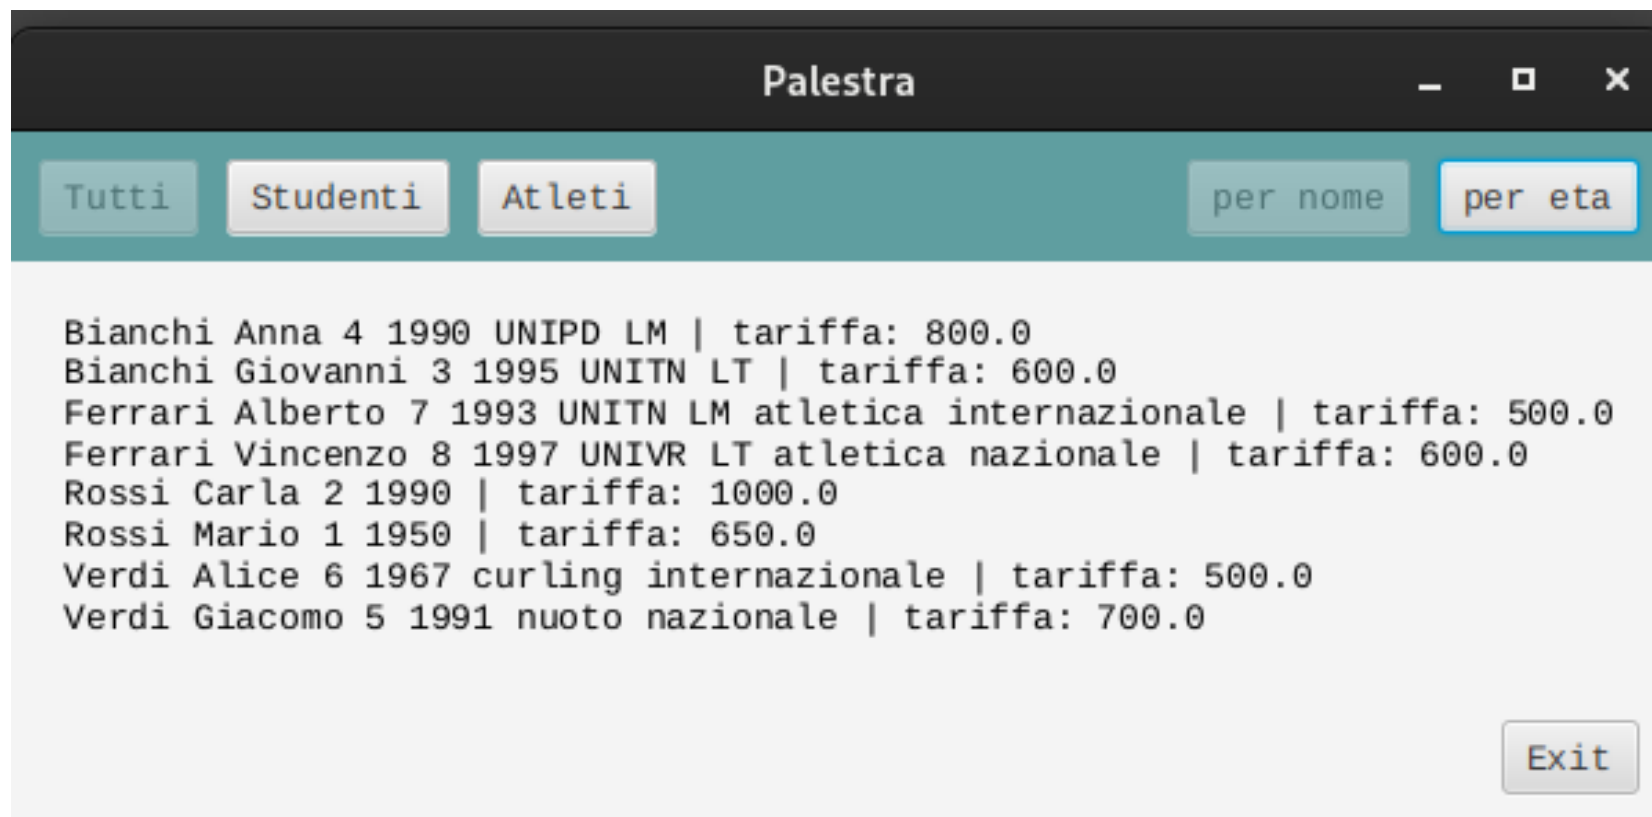 Palestra
Tutti Studenti Atleti per nome per eta
Bianchi Anna 4 1990 UNIPD LM | tariffa: 800.0
Bianchi Giovanni 3 1995 UNITN LT | tariffa: 600.0
Ferrari Alberto 7 1993 UNITN LM atletica internazionale | tariffa: 500.0
Ferrari Vincenzo 8 1997 UNIVR LT atletica nazionale | tariffa: 600.0
Rossi Carla 2 1990 | tariffa: 1000.0
Rossi Mario 1 1950 | tariffa: 650.0
Verdi Alice 6 1967 curling internazionale | tariffa: 500.0
Verdi Giacomo 5 1991 nuoto nazionale | tariffa: 700.0
Exit